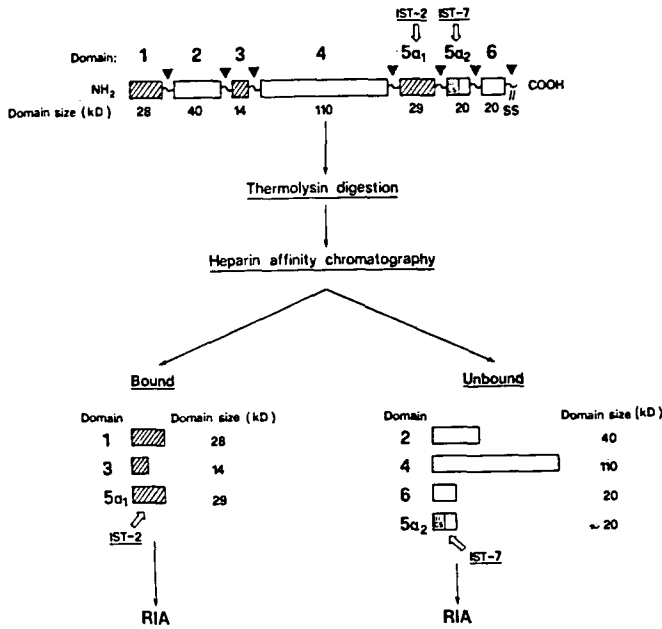 IST-2 IST-7
Domain: 1 2 3 4 5a1 5a2 6
NH2 COOH
Domain size (kD) 28 40 14 110 29 20 20 SS
Thermolysin digestion
Heparin affinity chromatography
Bound Unbound
Domain Domain size (kD) Domain Domain size (kD)
1 28 2 40
3 14 4 110
5a1 29 6 20
IST-2 5a2 ~20
IST-7
RIA RIA